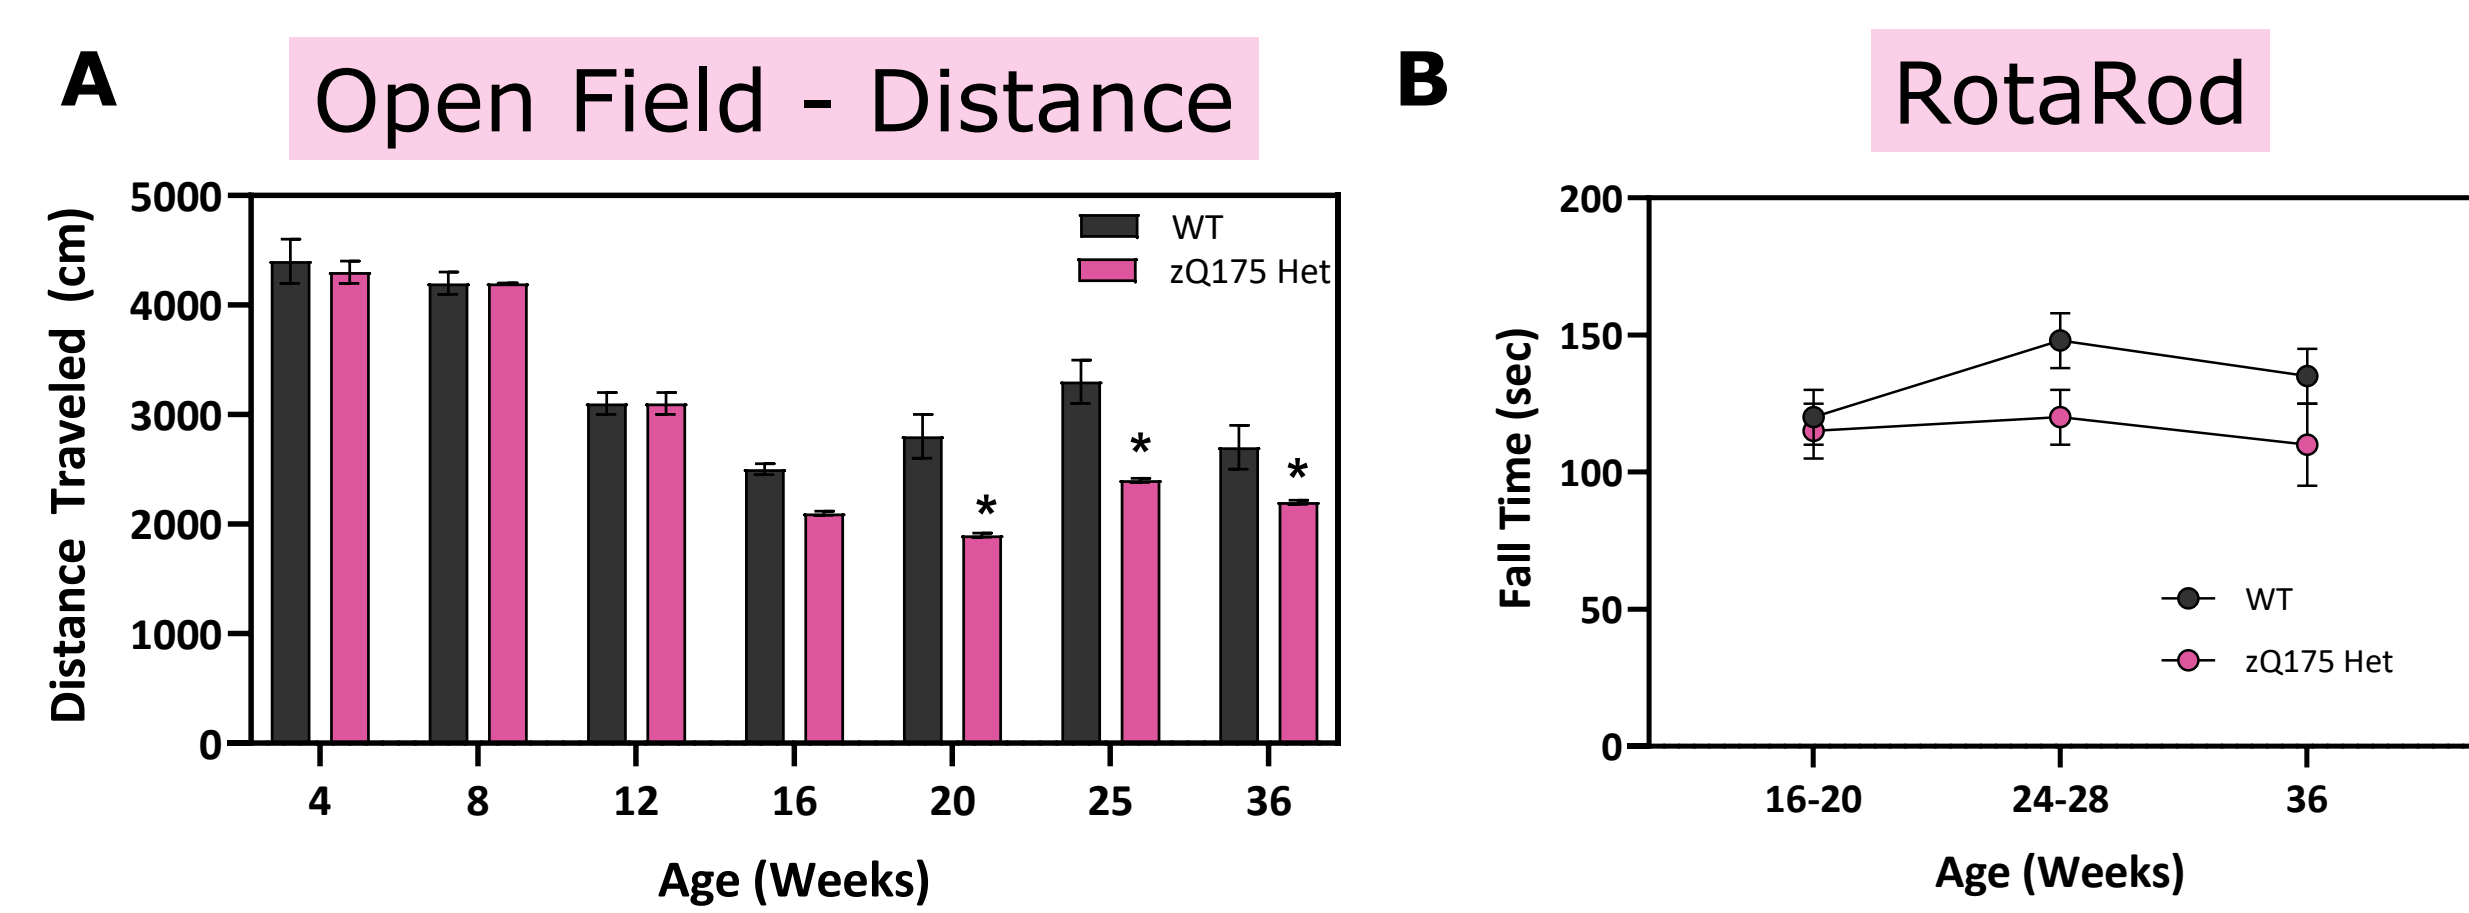 A
Open Field - Distance
Distance Traveled (cm)
5000
4000
3000
2000
1000
0
WT
zQ175 Het
*
*
*
4 8 12 16 20 25 36
Age (Weeks)
B
RotaRod
Fall Time (sec)
200
150
100
50
0
WT
zQ175 Het
16-20 24-28 36
Age (Weeks)